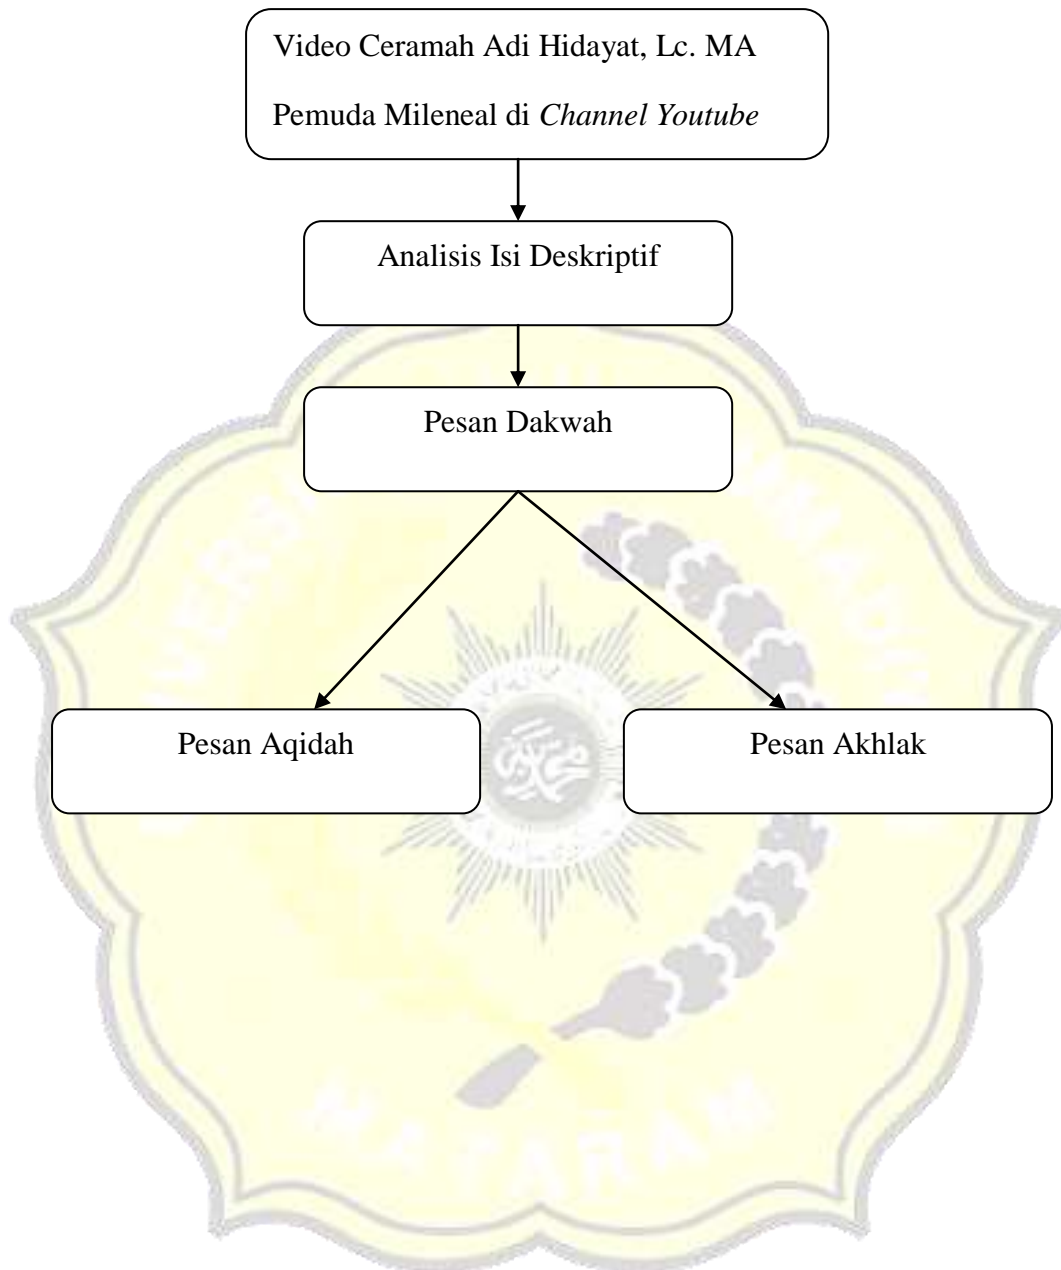 Video Ceramah Adi Hidayat, Lc. MA
Pemuda Mileneal di Channel Youtube
Analisis Isi Deskriptif
Pesan Dakwah
Pesan Aqidah
Pesan Akhlak
MATARAM